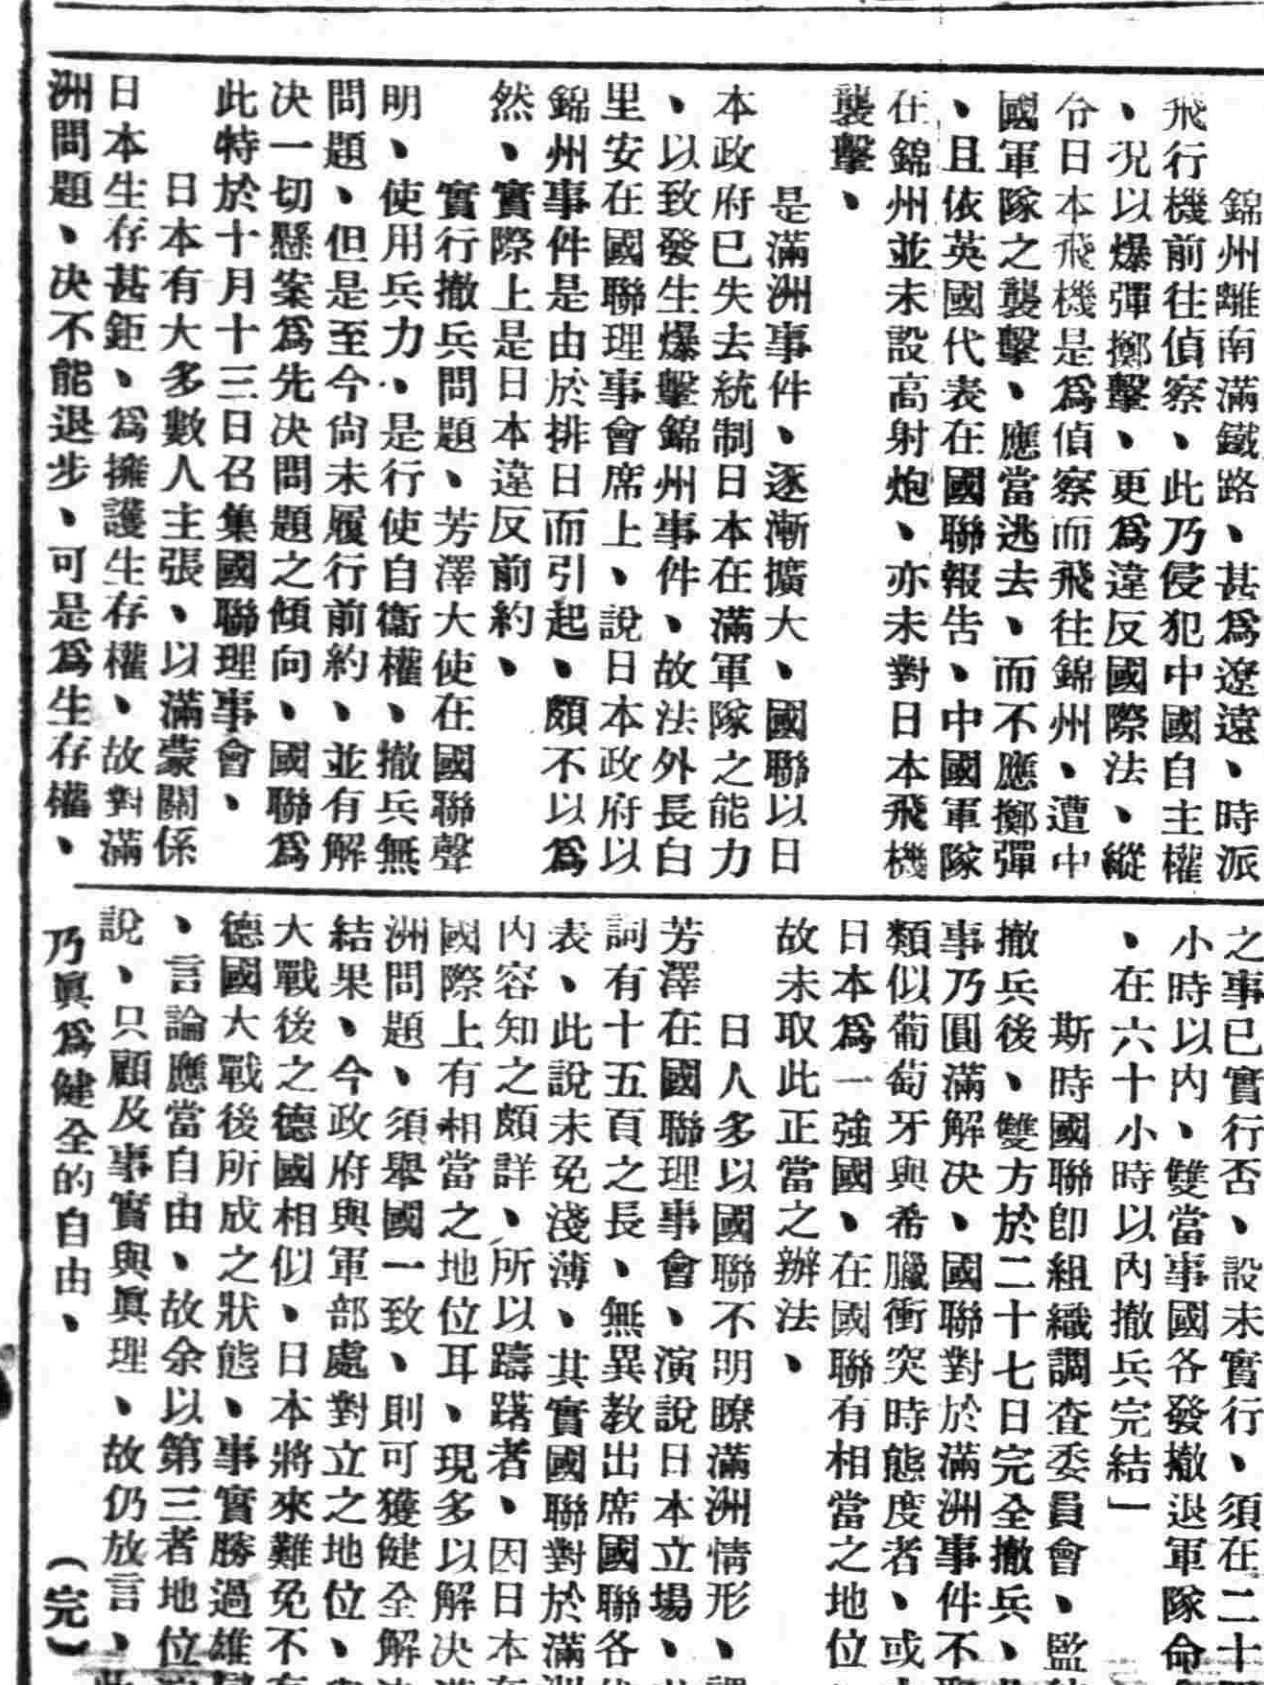 錦州離南滿鐵路、甚爲遼遠、時派
飛行機前往偵察、此乃侵犯中國自主權
、况以爆彈擲擊、更爲違反國際法、縱
令日本飛機是爲偵察而飛往錦州、遭中
國軍隊之襲擊、應當逃去、而不應擲彈
、且依英國代表在國聯報告、中國軍隊
在錦州並未設高射炮、亦未對日本飛機
襲擊、
是滿洲事件、逐漸擴大、國聯以日
本政府已失去統制日本在滿軍隊之能力
、以致發生爆擊錦州事件、故法外長白
里安在國聯理事會席上、說日本政府以
錦州事件是由於排日而引起、頗不以爲
然、實際上是日本違反前約、
實行撤兵問題、芳澤大使在國聯聲
明、使用兵力、是行使自衞權、撤兵無
問題、但是至今尙未履行前約、並有解
决一切懸案爲先决問題之傾向、國聯爲
此特於十月十三日召集國聯理事會、
日本有大多數人主張、以滿蒙關係
日本生存甚鉅、爲擁護生存權、故對滿
洲問題、决不能退步、可是爲生存權、
之事已實行否、設未實行、須在二十
小時以內、雙當事國各發撤退軍隊命
、在六十小時以內撤兵完結」
斯時國聯卽組織調查委員會、監
撤兵後、雙方於二十七日完全撤兵、
事乃圓滿解决、國聯對於滿洲事件不
類似葡萄牙與希臘衝突時態度者、或
日本爲一強國、在國聯有相當之地位
故未取此正當之辦法、
日人多以國聯不明瞭滿洲情形、
芳澤在國聯理事會、演說日本立場、
詞有十五頁之長、無異教出席國聯各
表、此說未免淺薄、其實國聯對於滿洲
內容知之頗詳、所以躊躇者、因日本在
國際上有相當之地位耳、現多以解决
洲問題、須舉國一致、則可獲健全解
結果、今政府與軍部處對立之地位、
大戰後之德國相似、日本將來難免不
德國大戰後所成之狀態、事實勝過雄
、言論應當自由、故余以第三者地位
說、只顧及事實與眞理、故仍放言、
乃眞爲健全的自由、（完）